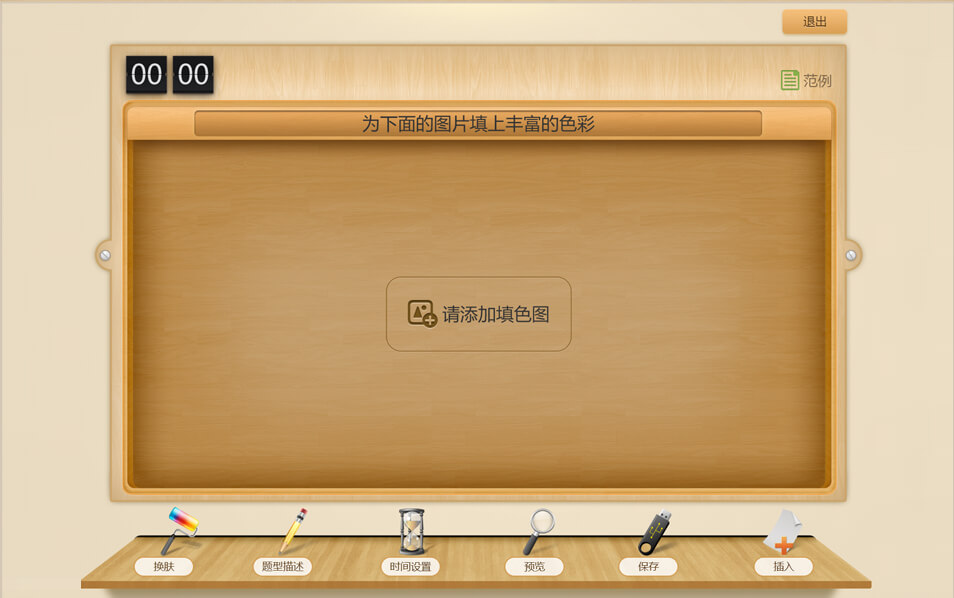 退出
00 00
范例
为下面的图片填上丰富的色彩
请添加填色图
换肤
题型描述
时间设置
预览
保存
插入